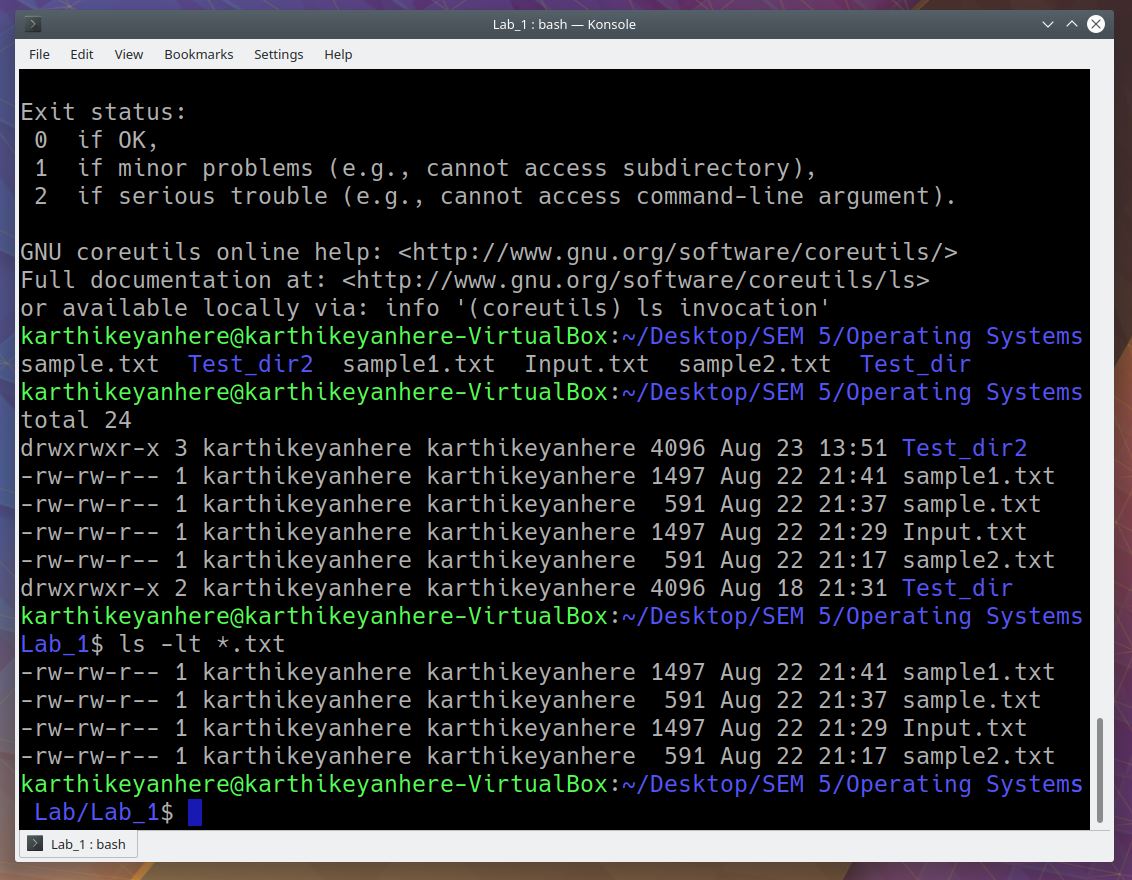 Lab_1 : bash — Konsole
File Edit View Bookmarks Settings Help
Exit status:
 0  if OK,
 1  if minor problems (e.g., cannot access subdirectory),
 2  if serious trouble (e.g., cannot access command-line argument).
GNU coreutils online help: <http://www.gnu.org/software/coreutils/>
Full documentation at: <http://www.gnu.org/software/coreutils/ls>
or available locally via: info '(coreutils) ls invocation'
karthikeyanhere@karthikeyanhere-VirtualBox:~/Desktop/SEM 5/Operating Systems
sample.txt  Test_dir2  sample1.txt  Input.txt  sample2.txt  Test_dir
karthikeyanhere@karthikeyanhere-VirtualBox:~/Desktop/SEM 5/Operating Systems
total 24
drwxrwxr-x 3 karthikeyanhere karthikeyanhere 4096 Aug 23 13:51 Test_dir2
-rw-rw-r-- 1 karthikeyanhere karthikeyanhere 1497 Aug 22 21:41 sample1.txt
-rw-rw-r-- 1 karthikeyanhere karthikeyanhere  591 Aug 22 21:37 sample.txt
-rw-rw-r-- 1 karthikeyanhere karthikeyanhere 1497 Aug 22 21:29 Input.txt
-rw-rw-r-- 1 karthikeyanhere karthikeyanhere  591 Aug 22 21:17 sample2.txt
drwxrwxr-x 2 karthikeyanhere karthikeyanhere 4096 Aug 18 21:31 Test_dir
karthikeyanhere@karthikeyanhere-VirtualBox:~/Desktop/SEM 5/Operating Systems
Lab_1$ ls -lt *.txt
-rw-rw-r-- 1 karthikeyanhere karthikeyanhere 1497 Aug 22 21:41 sample1.txt
-rw-rw-r-- 1 karthikeyanhere karthikeyanhere  591 Aug 22 21:37 sample.txt
-rw-rw-r-- 1 karthikeyanhere karthikeyanhere 1497 Aug 22 21:29 Input.txt
-rw-rw-r-- 1 karthikeyanhere karthikeyanhere  591 Aug 22 21:17 sample2.txt
karthikeyanhere@karthikeyanhere-VirtualBox:~/Desktop/SEM 5/Operating Systems
 Lab/Lab_1$
Lab_1 : bash